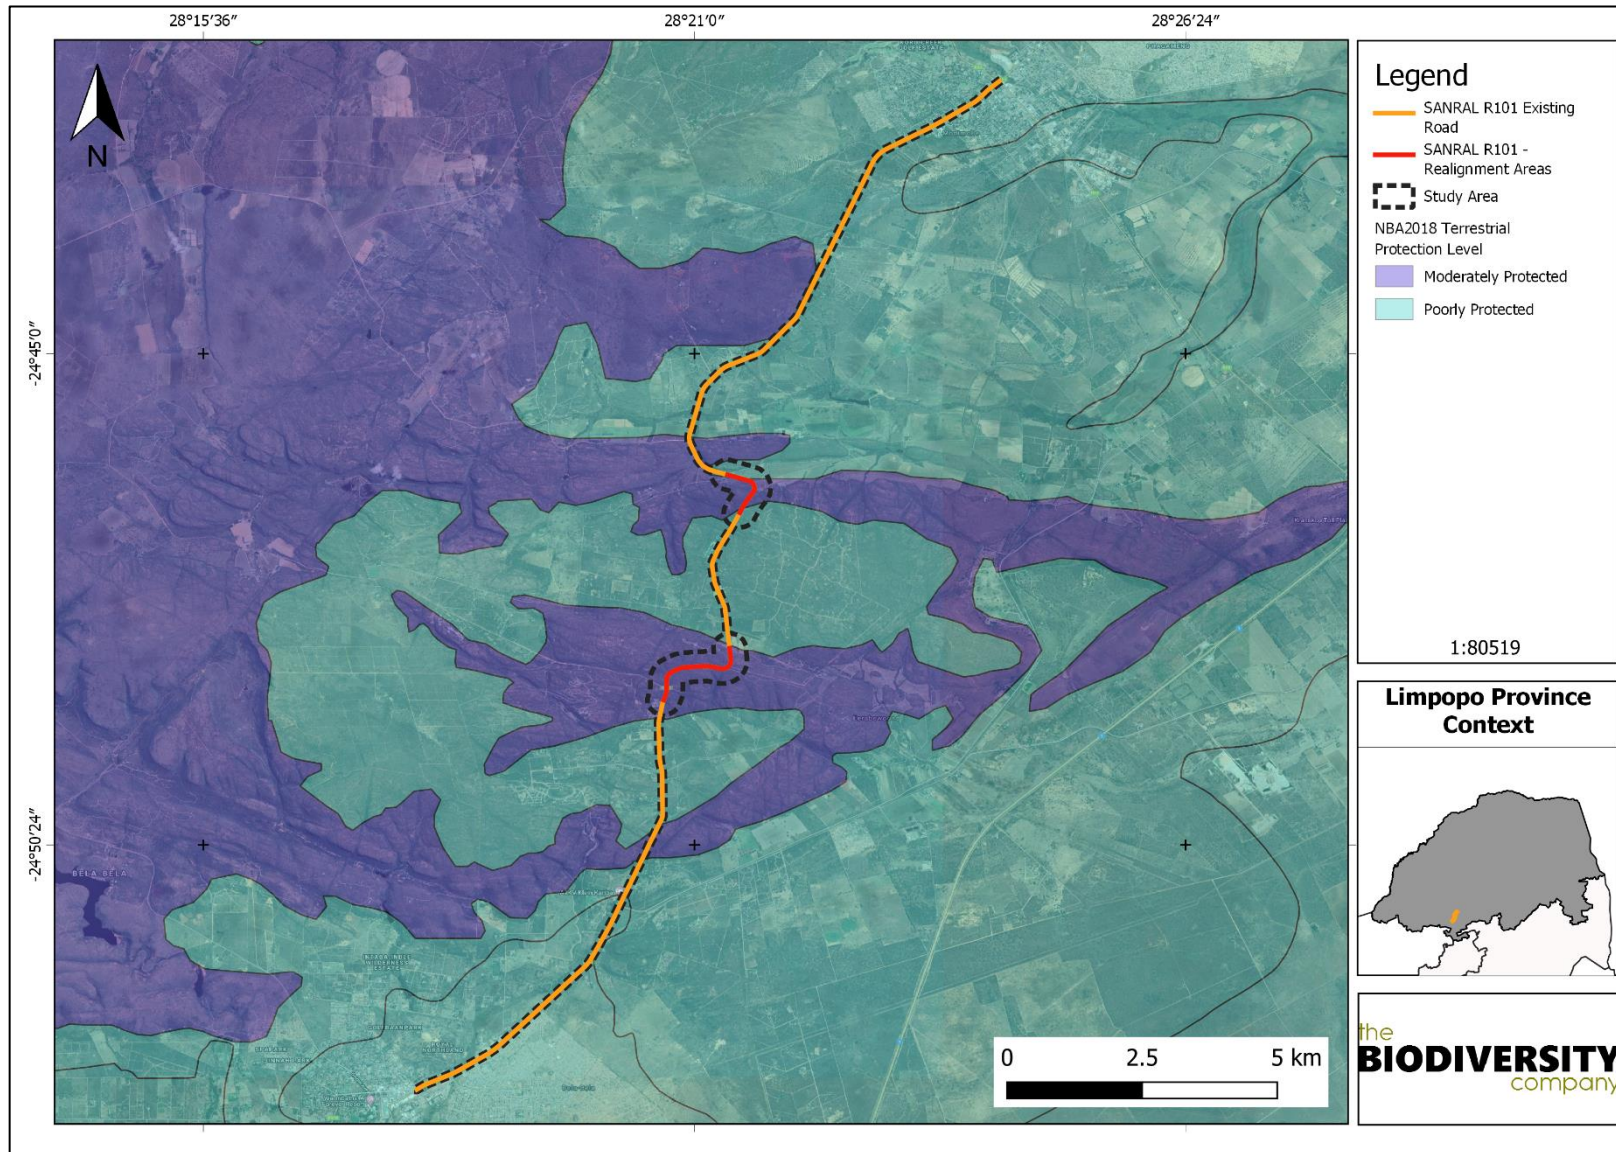 28°15′36″
28°21′0″
28°26′24″
N
-24°45′0″
-24°50′24″
BELA BELA
Legend
SANRAL R101 Existing
Road
SANRAL R101 -
Realignment Areas
Study Area
NBA2018 Terrestrial
Protection Level
Moderately Protected
Poorly Protected
1:80519
Limpopo Province
Context
0
2.5
5 km
the
BIODIVERSITY
company